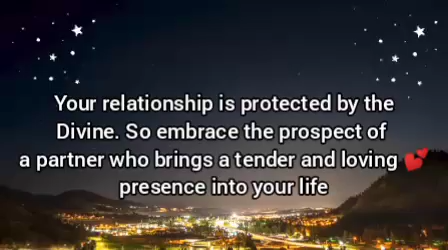 Your relationship is protected by the
Divine. So embrace the prospect of
a partner who brings a tender and loving 💕
presence into your life